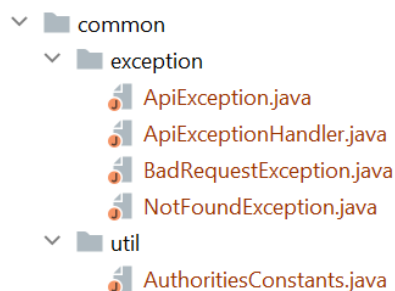 common
exception
ApiException.java
ApiExceptionHandler.java
BadRequestException.java
NotFoundException.java
util
AuthoritiesConstants.java